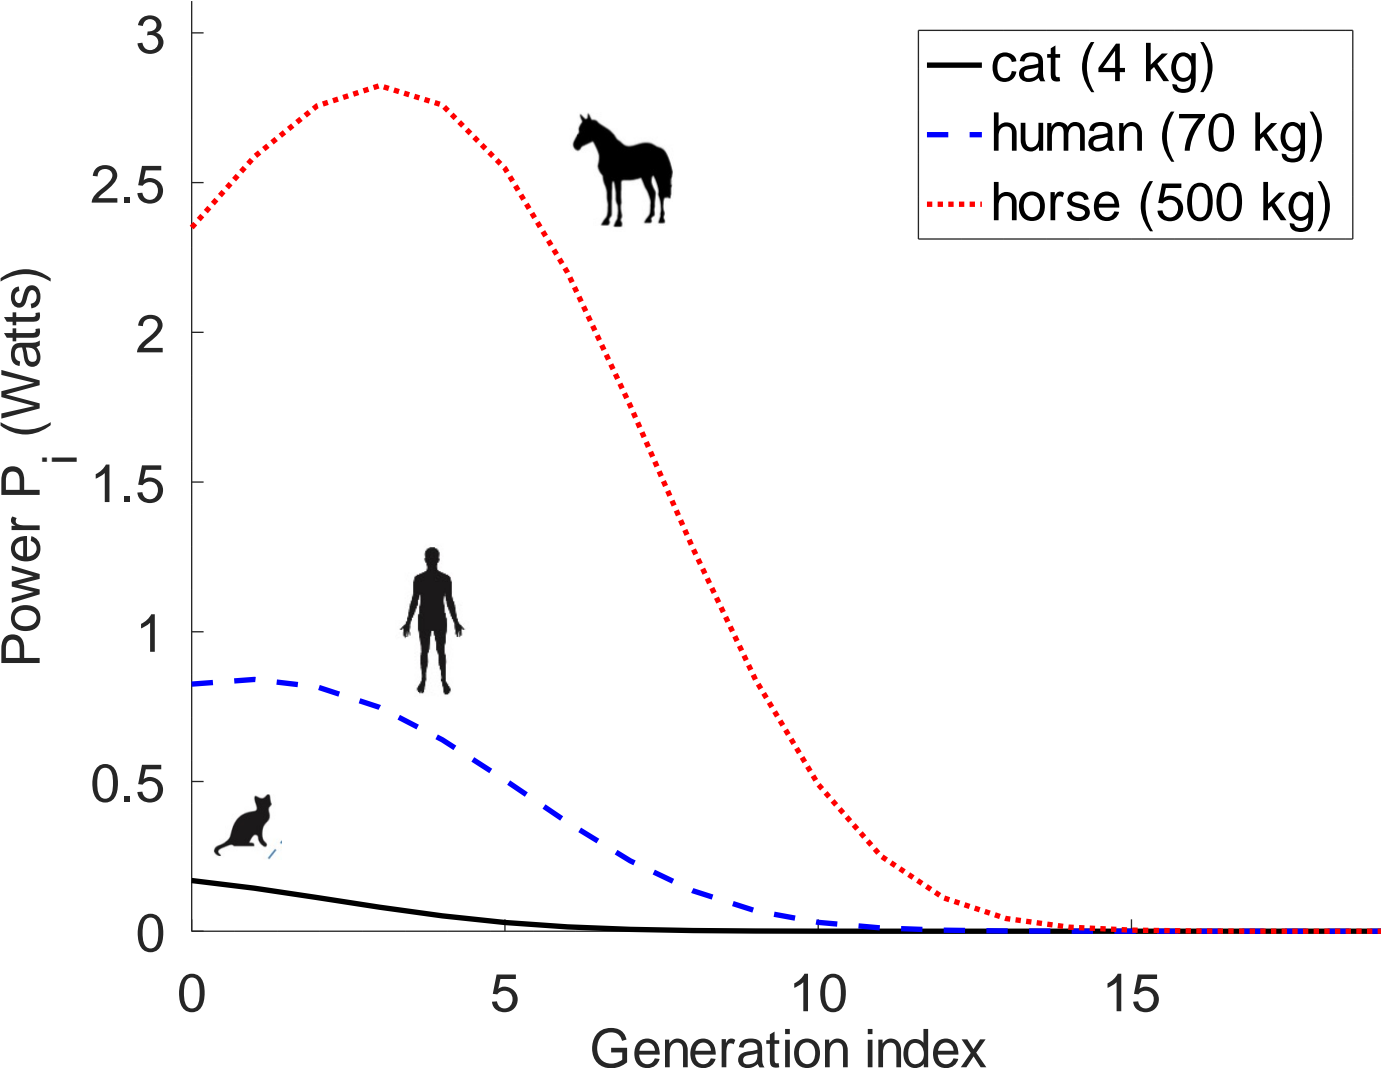 3
2.5
2
1.5
1
0.5
0
0
5
10
15
Power P i (Watts)
Generation index
cat (4 kg)
human (70 kg)
horse (500 kg)